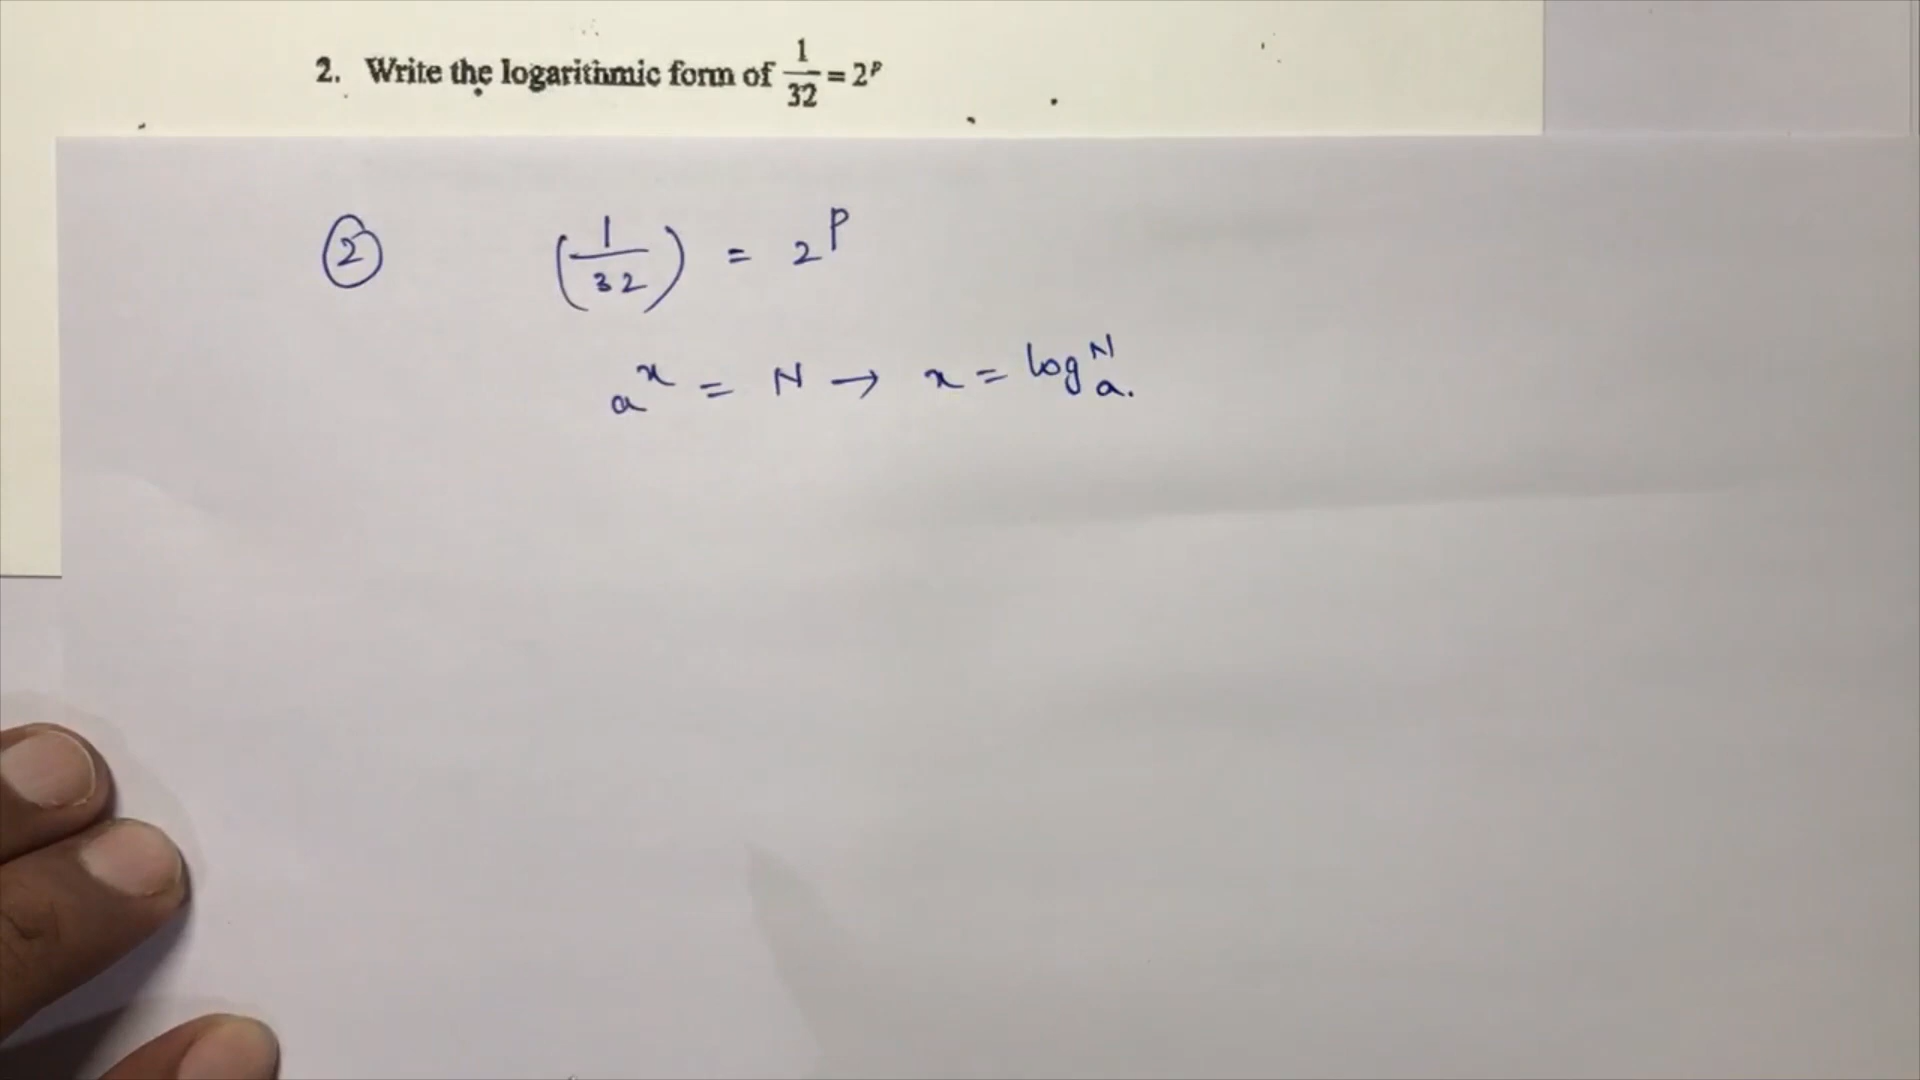 2. Write the logarithmic form of 1/32 = 2^p
② (1/32) = 2^P
a^x = N → x = log_a^N.